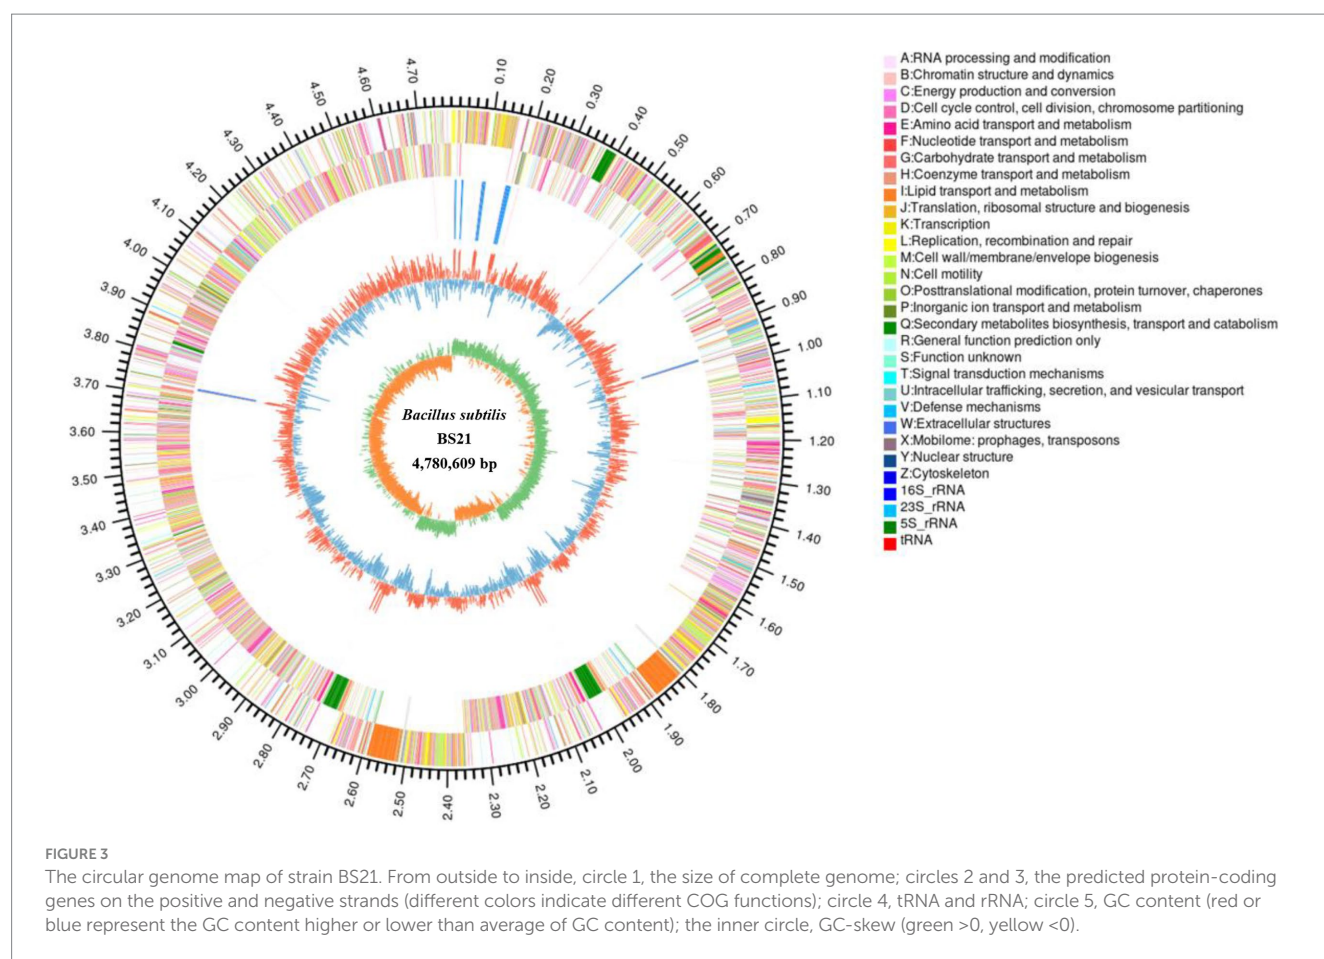 4.70
0.10
0.20
0.30
0.40
0.50
0.60
0.70
0.80
0.90
1.00
1.10
1.20
1.30
1.40
1.50
1.60
1.70
1.80
1.90
2.00
2.10
2.20
2.30
2.40
2.50
2.60
2.70
2.80
2.90
3.00
3.10
3.20
3.30
3.40
3.50
3.60
3.70
3.80
3.90
4.00
4.10
4.20
4.30
4.40
4.50
4.60
Bacillus subtilis
BS21
4,780,609 bp
A:RNA processing and modification
B:Chromatin structure and dynamics
C:Energy production and conversion
D:Cell cycle control, cell division, chromosome partitioning
E:Amino acid transport and metabolism
F:Nucleotide transport and metabolism
G:Carbohydrate transport and metabolism
H:Coenzyme transport and metabolism
I:Lipid transport and metabolism
J:Translation, ribosomal structure and biogenesis
K:Transcription
L:Replication, recombination and repair
M:Cell wall/membrane/envelope biogenesis
N:Cell motility
O:Posttranslational modification, protein turnover, chaperones
P:Inorganic ion transport and metabolism
Q:Secondary metabolites biosynthesis, transport and catabolism
R:General function prediction only
S:Function unknown
T:Signal transduction mechanisms
U:Intracellular trafficking, secretion, and vesicular transport
V:Defense mechanisms
W:Extracellular structures
X:Mobilome: prophages, transposons
Y:Nuclear structure
Z:Cytoskeleton
16S_rRNA
23S_rRNA
5S_rRNA
tRNA
FIGURE 3
The circular genome map of strain BS21. From outside to inside, circle 1, the size of complete genome; circles 2 and 3, the predicted protein-coding
genes on the positive and negative strands (different colors indicate different COG functions); circle 4, tRNA and rRNA; circle 5, GC content (red or
blue represent the GC content higher or lower than average of GC content); the inner circle, GC-skew (green >0, yellow <0).